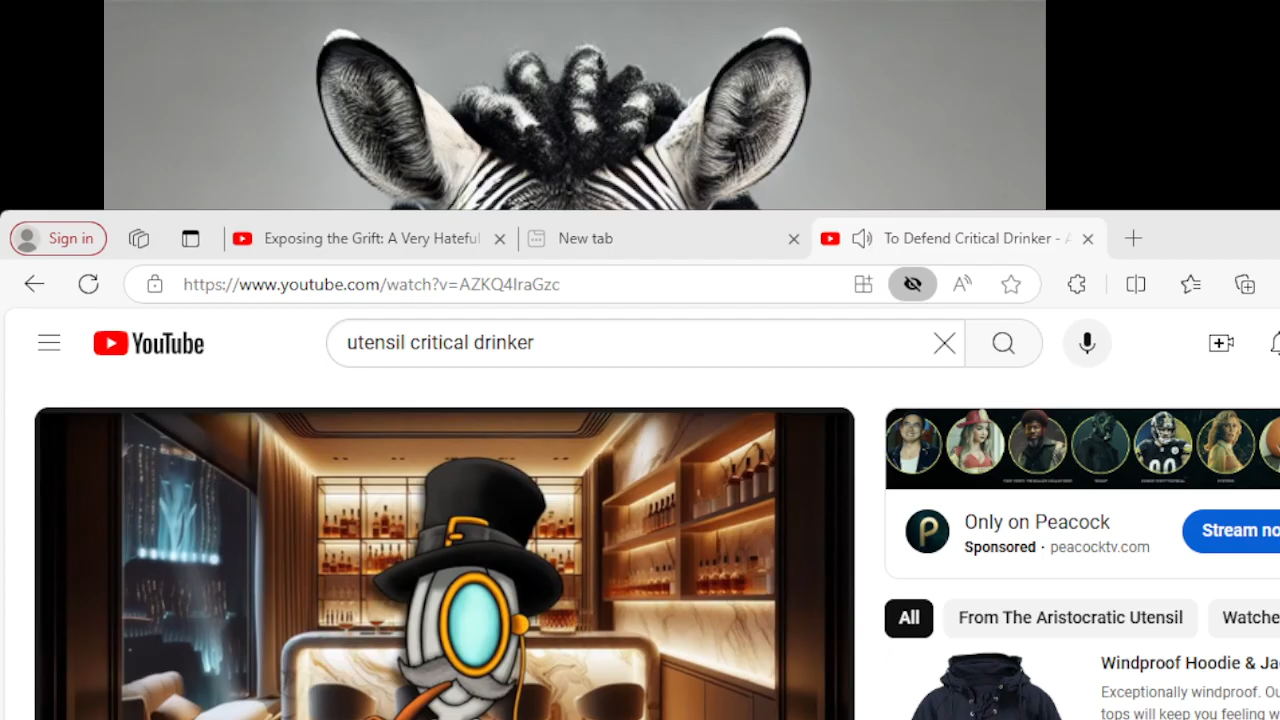 Sign in
Exposing the Grift: A Very Hateful
New tab
To Defend Critical Drinker - A
https://www.youtube.com/watch?v=AZKQ4IraGzc
YouTube
utensil critical drinker
Only on Peacock
Sponsored · peacocktv.com
Stream no
All
From The Aristocratic Utensil
Watche
Windproof Hoodie & Ja
Exceptionally windproof. Ou
tops will keep you feeling w